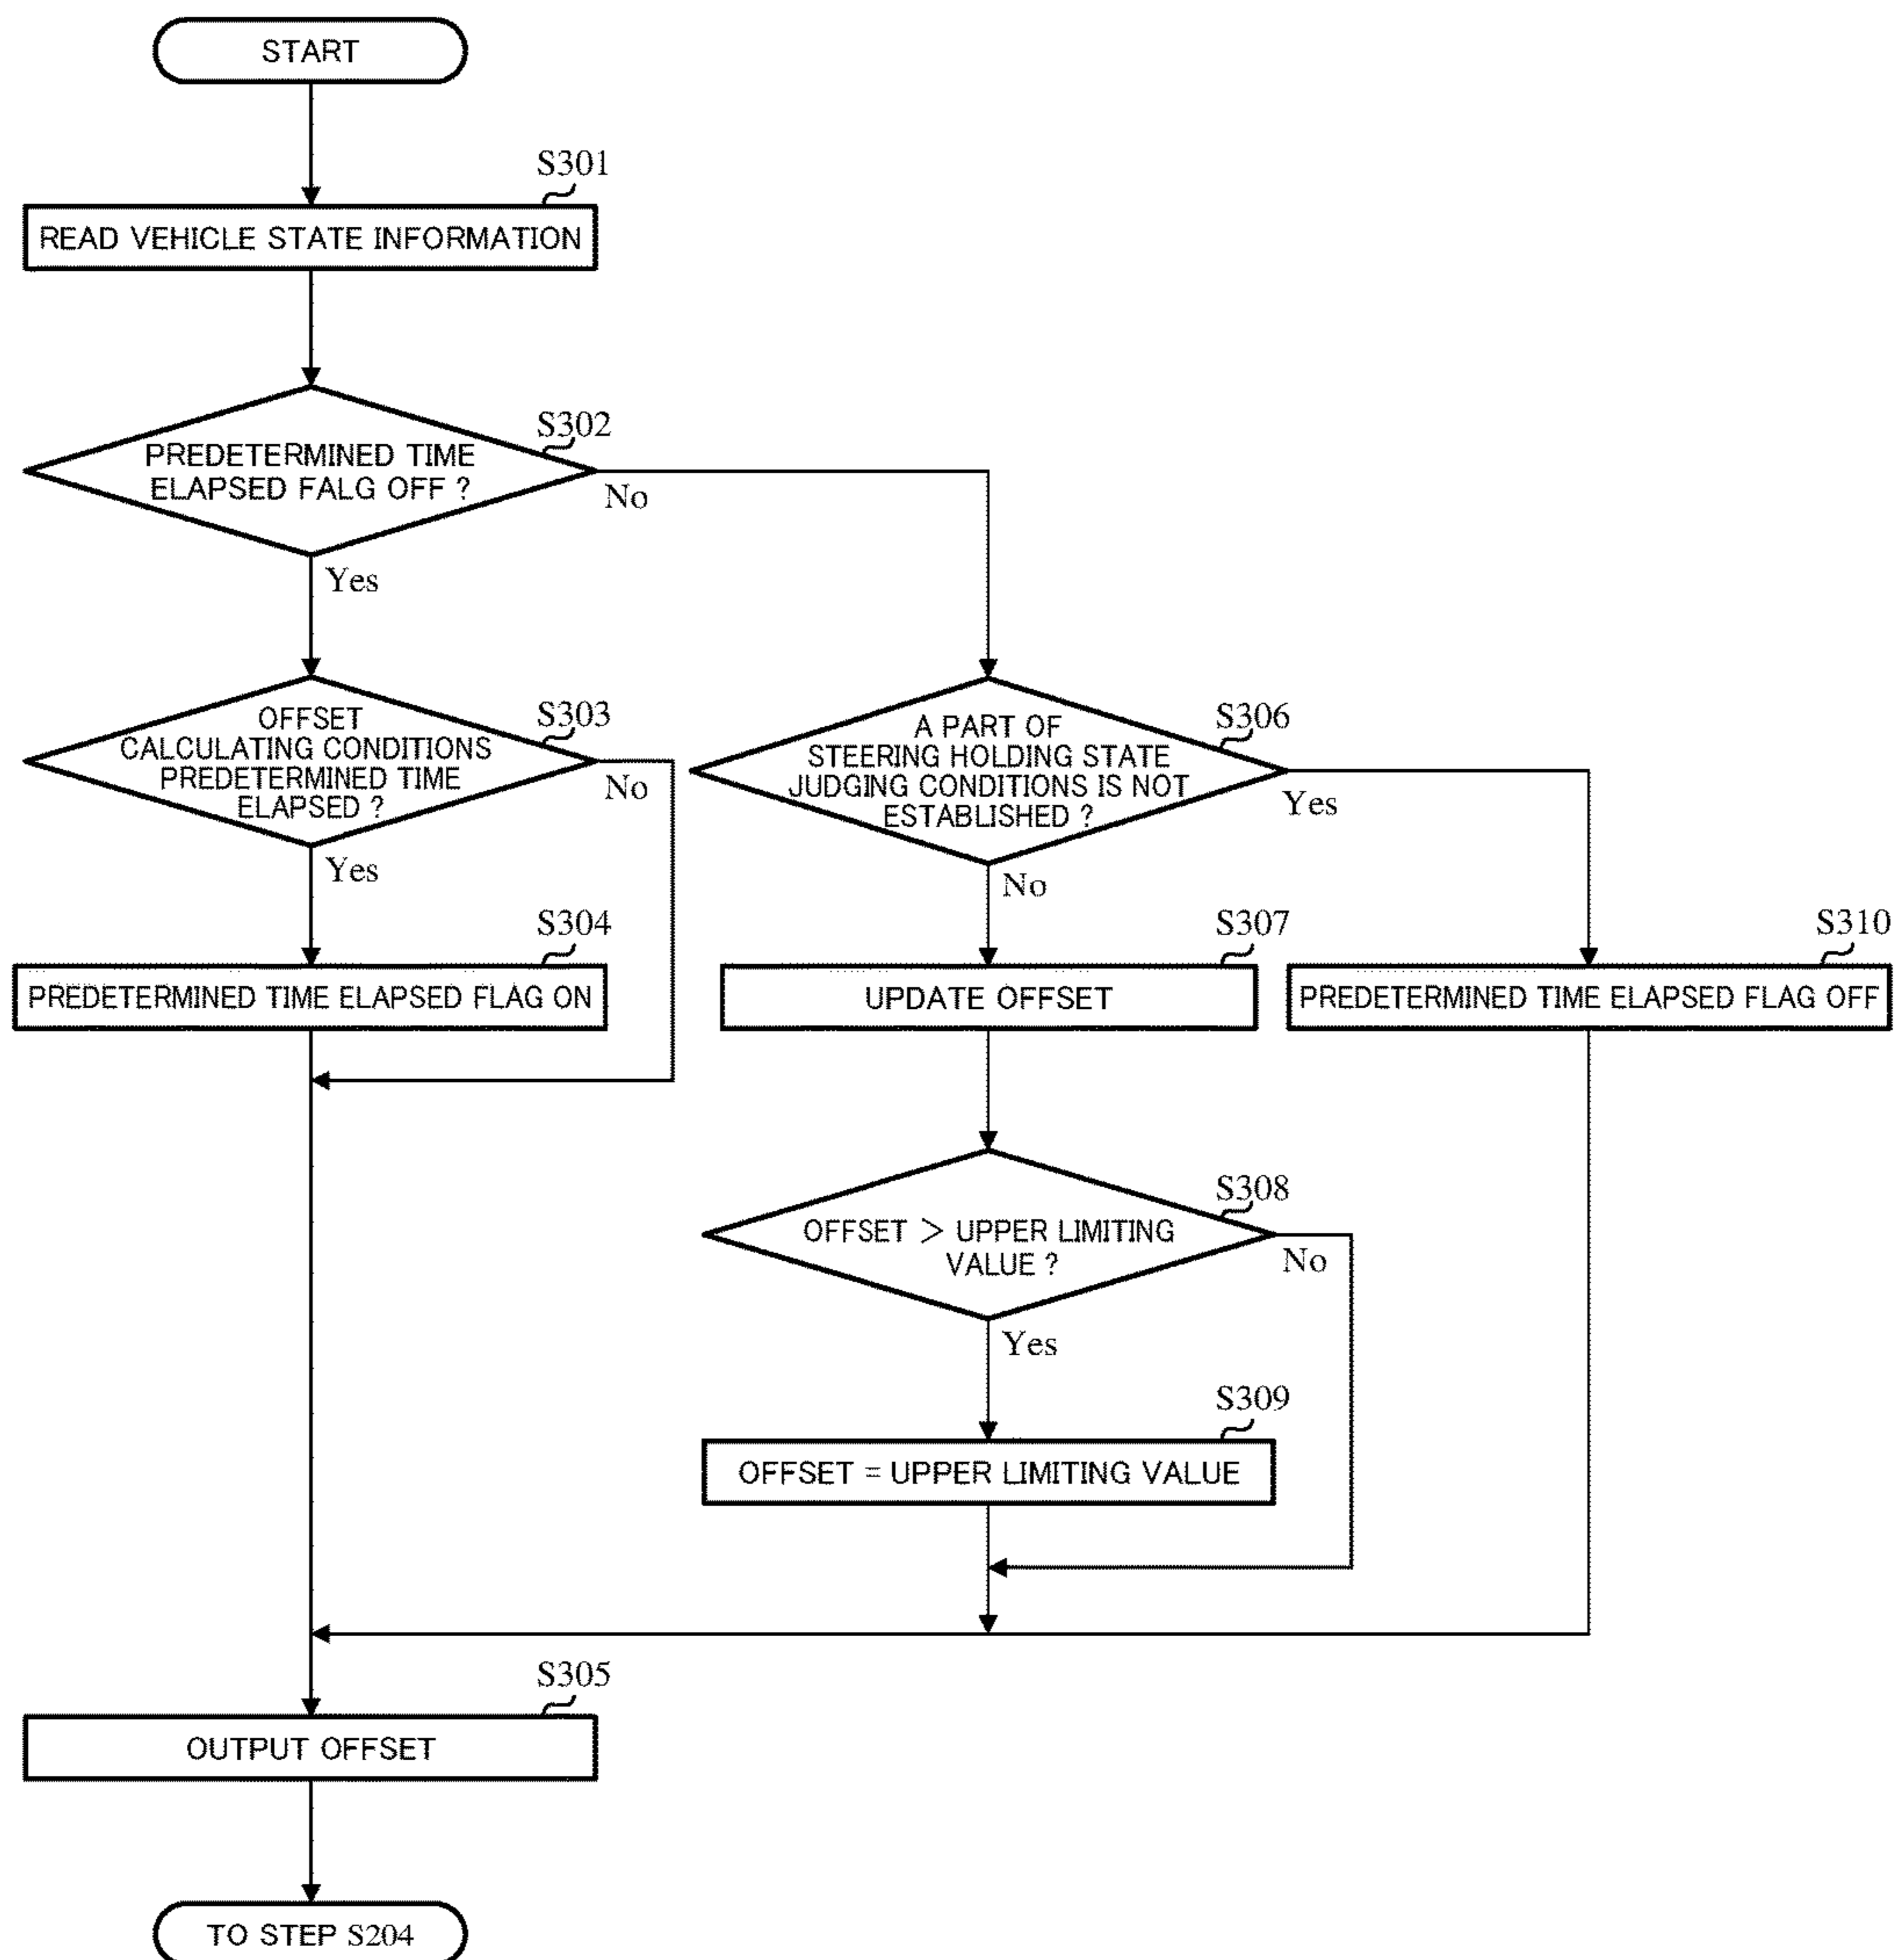 START
S301
READ VEHICLE STATE INFORMATION
S302
PREDETERMINED TIME
ELAPSED FALG OFF ?
No
Yes
S303
OFFSET
CALCULATING CONDITIONS
PREDETERMINED TIME
ELAPSED ?
No
Yes
S304
PREDETERMINED TIME ELAPSED FLAG ON
S306
A PART OF
STEERING HOLDING STATE
JUDGING CONDITIONS IS NOT
ESTABLISHED ?
Yes
No
S307
UPDATE OFFSET
S310
PREDETERMINED TIME ELAPSED FLAG OFF
S308
OFFSET > UPPER LIMITING
VALUE ?
No
Yes
S309
OFFSET = UPPER LIMITING VALUE
S305
OUTPUT OFFSET
TO STEP S204